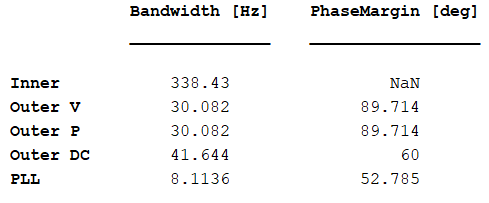 Bandwidth [Hz] PhaseMargin [deg]
Inner 338.43 NaN
Outer V 30.082 89.714
Outer P 30.082 89.714
Outer DC 41.644 60
PLL 8.1136 52.785